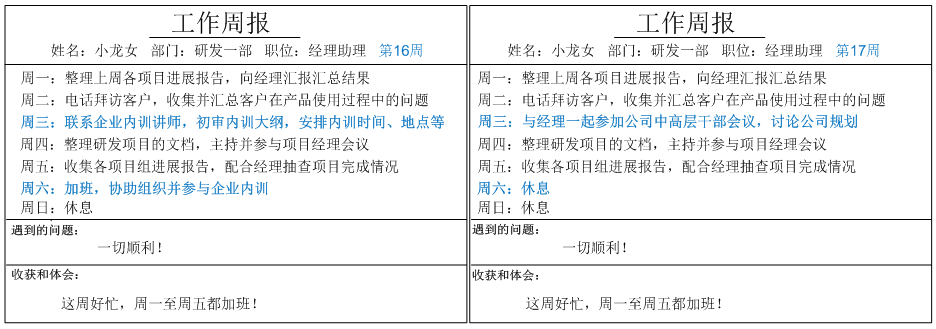 工作周报
姓名：小龙女 部门：研发一部 职位：经理助理 第16周
周一：整理上周各项目进展报告，向经理汇报汇总结果
周二：电话拜访客户，收集并汇总客户在产品使用过程中的问题
周三：联系企业内训讲师，初审内训大纲，安排内训时间、地点等
周四：整理研发项目的文档，主持并参与项目经理会议
周五：收集各项目组进展报告，配合经理抽查项目完成情况
周六：加班，协助组织并参与企业内训
周日：休息
遇到的问题：
一切顺利！
收获和体会：
这周好忙，周一至周五都加班！
工作周报
姓名：小龙女 部门：研发一部 职位：经理助理 第17周
周一：整理上周各项目进展报告，向经理汇报汇总结果
周二：电话拜访客户，收集并汇总客户在产品使用过程中的问题
周三：与经理一起参加公司中高层干部会议，讨论公司规划
周四：整理研发项目的文档，主持并参与项目经理会议
周五：收集各项目组进展报告，配合经理抽查项目完成情况
周六：休息
周日：休息
遇到的问题：
一切顺利！
收获和体会：
这周好忙，周一至周五都加班！